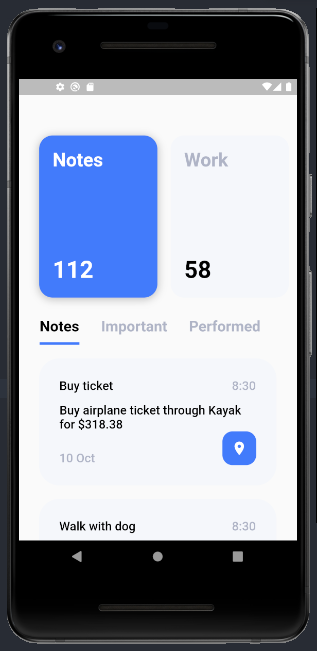 Notes
Work
112
58
Notes Important Performed
Buy ticket 8:30
Buy airplane ticket through Kayak
for $318.38
10 Oct
Walk with dog 8:30